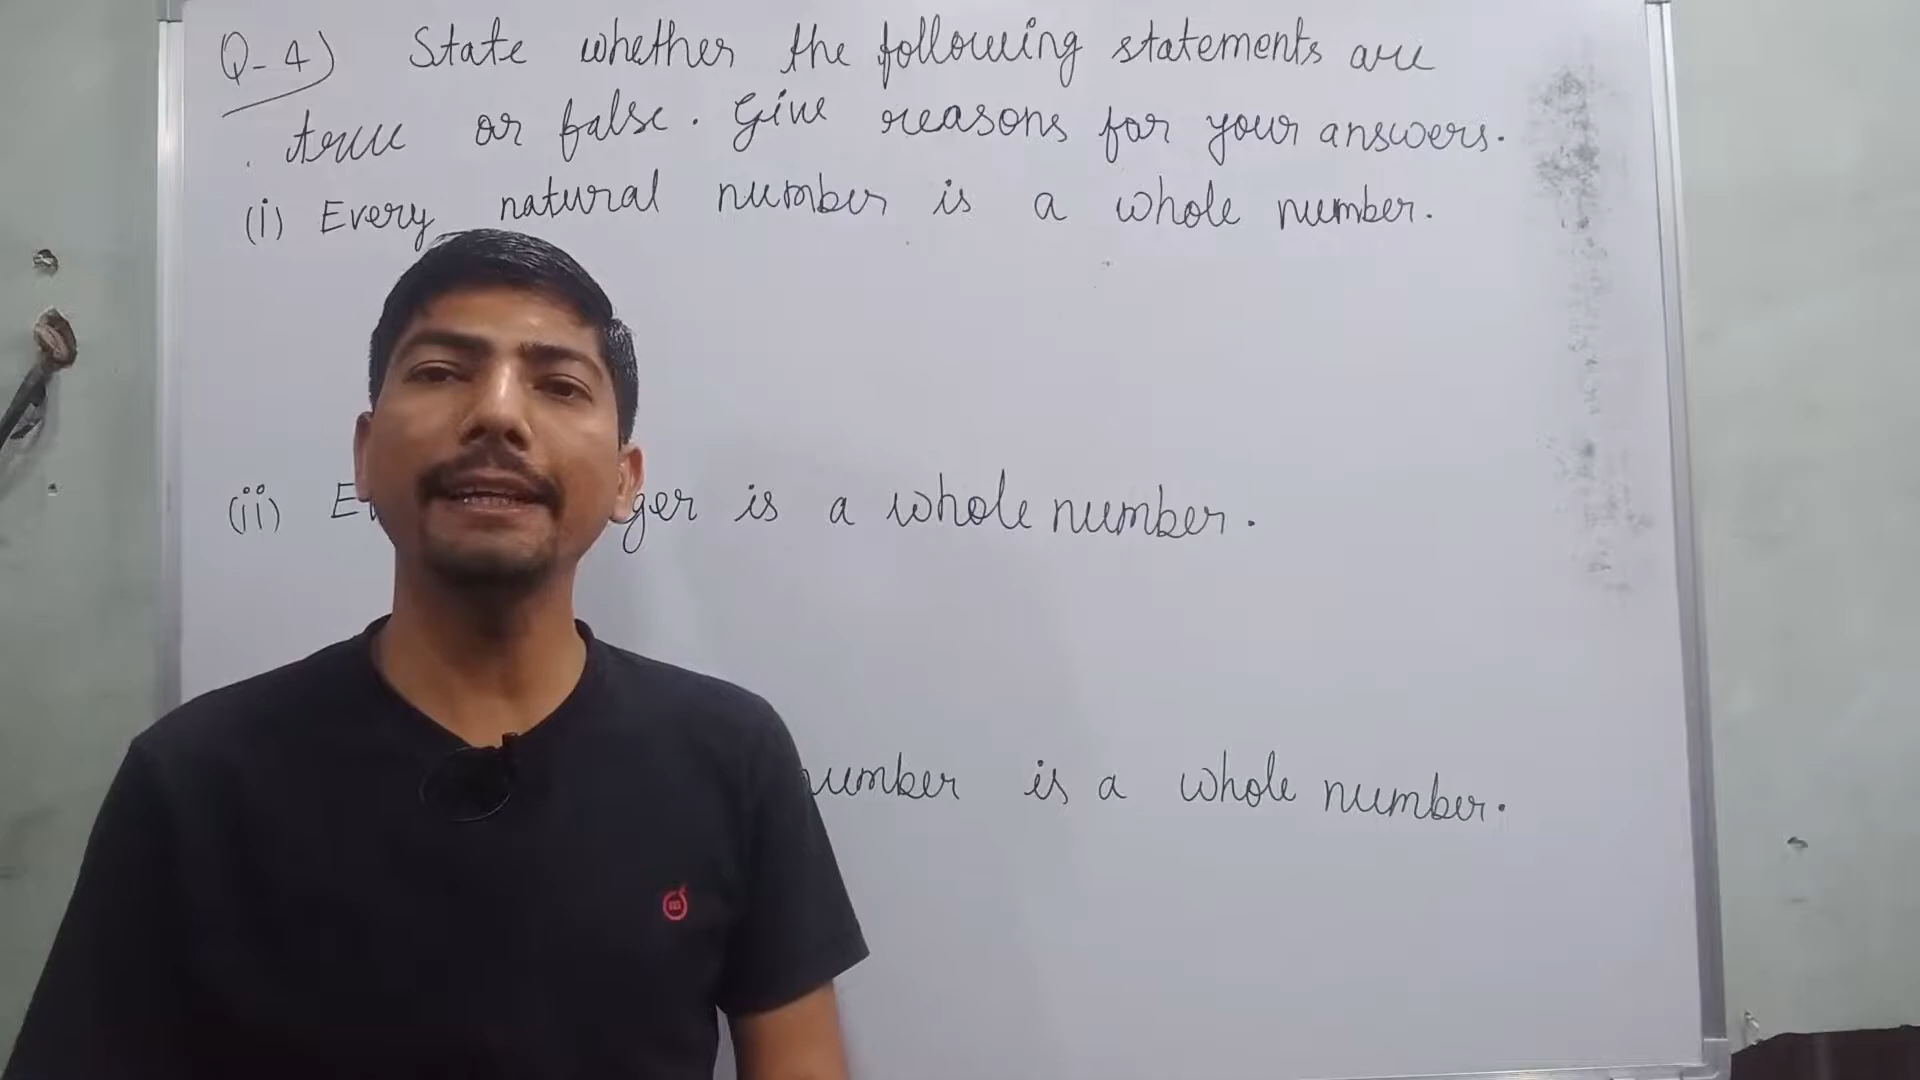 Q-4) State whether the following statements are
true or false. Give reasons for your answers.
(i) Every natural number is a whole number.
(ii) ger is a whole number.
number is a whole number.